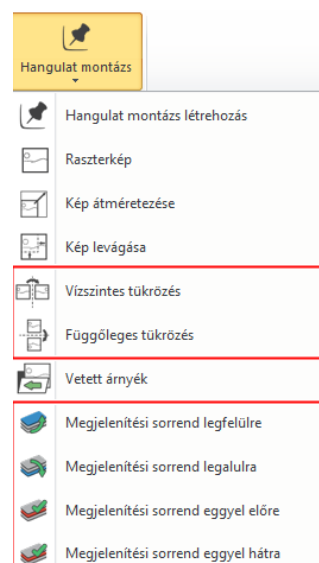 Hangulat montázs
Hangulat montázs létrehozás
Raszterkép
Kép átméretezése
Kép levágása
Vízszintes tükrözés
Függőleges tükrözés
Vetett árnyék
Megjelenítési sorrend legfelülre
Megjelenítési sorrend legalulra
Megjelenítési sorrend eggyel előre
Megjelenítési sorrend eggyel hátra